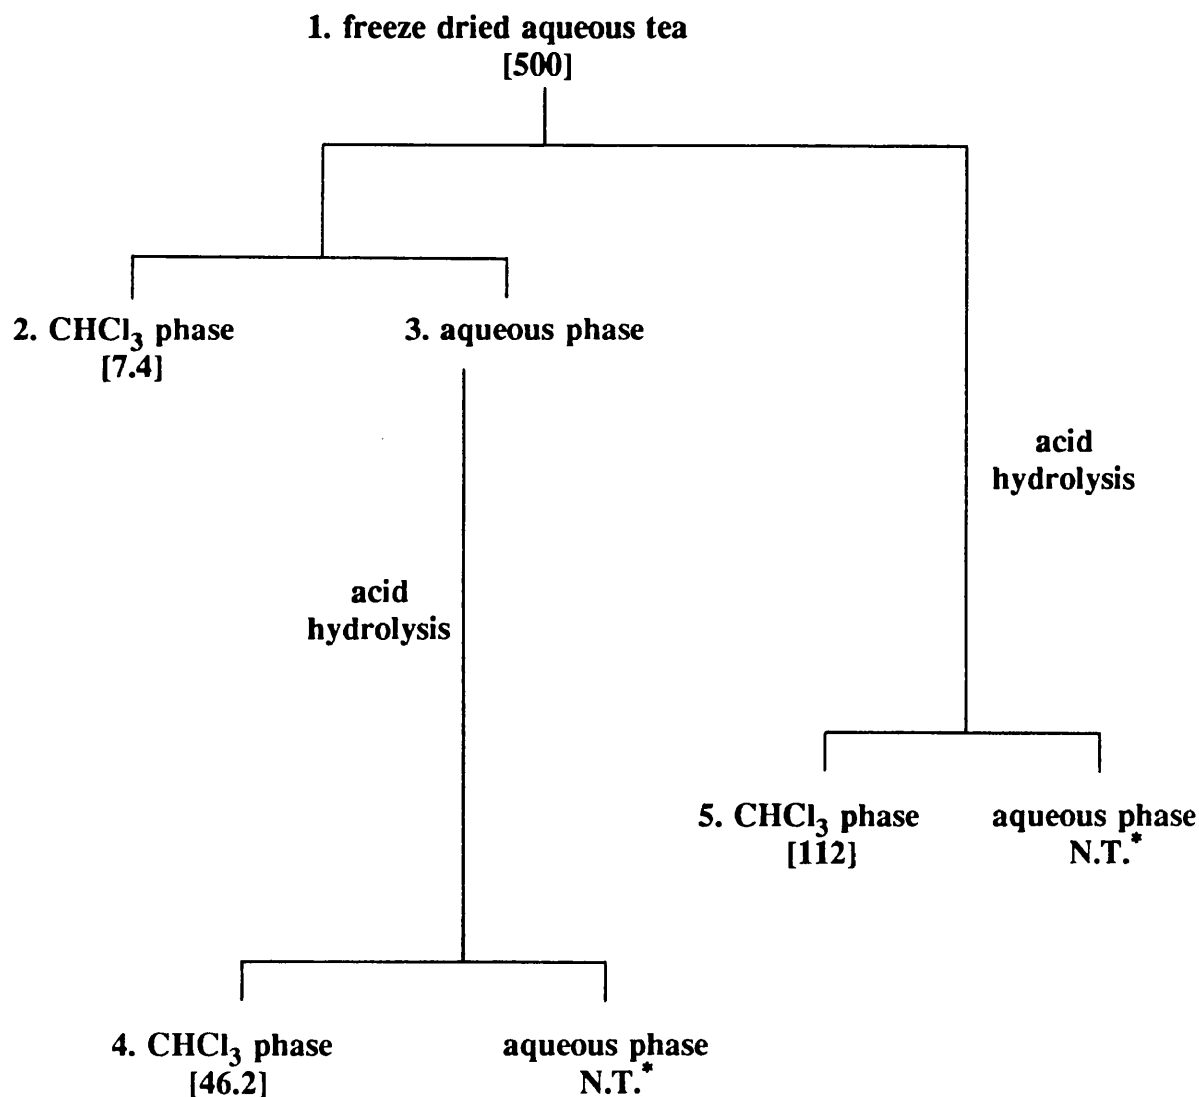 1. freeze dried aqueous tea
[500]
2. CHCl₃ phase
[7.4]
3. aqueous phase
acid
hydrolysis
acid
hydrolysis
5. CHCl₃ phase
[112]
aqueous phase
N.T.*
4. CHCl₃ phase
[46.2]
aqueous phase
N.T.*